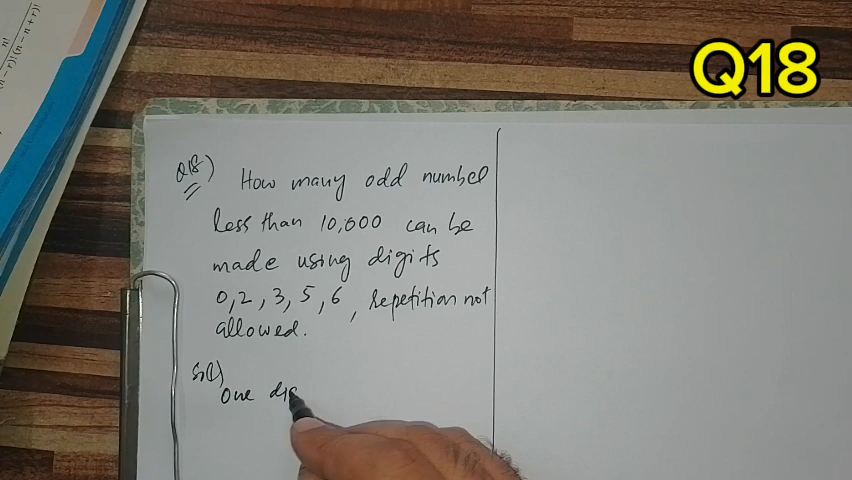 n!
(n-r)!(n-n+r)!
Q18
Q18) How many odd number
less than 10,000 can be
made using digits
0,2,3,5,6, repetition not
allowed.
Sol)
One dig